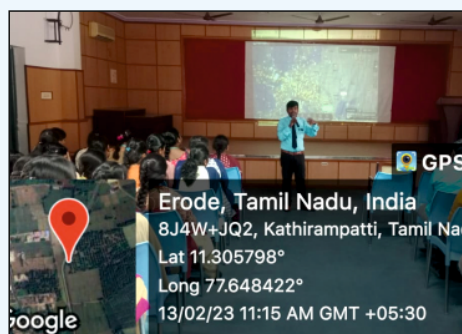 GPS
Erode, Tamil Nadu, India
8J4W+JQ2, Kathirampatti, Tamil
Lat 11.305798°
Long 77.648422°
13/02/23 11:15 AM GMT +05:30
Google